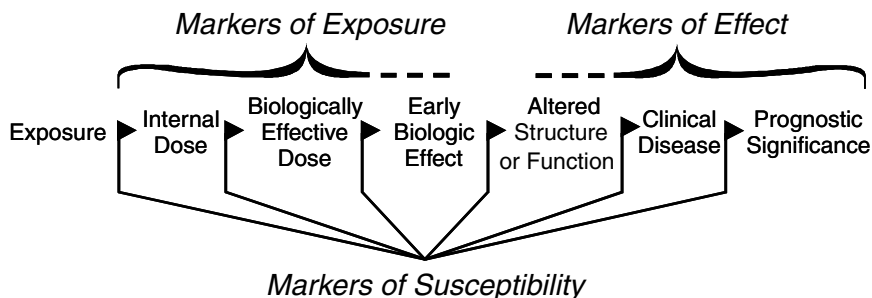 Markers of Exposure
Markers of Effect
Exposure
Internal
Dose
Biologically
Effective
Dose
Early
Biologic
Effect
Altered
Structure
or Function
Clinical
Disease
Prognostic
Significance
Markers of Susceptibility